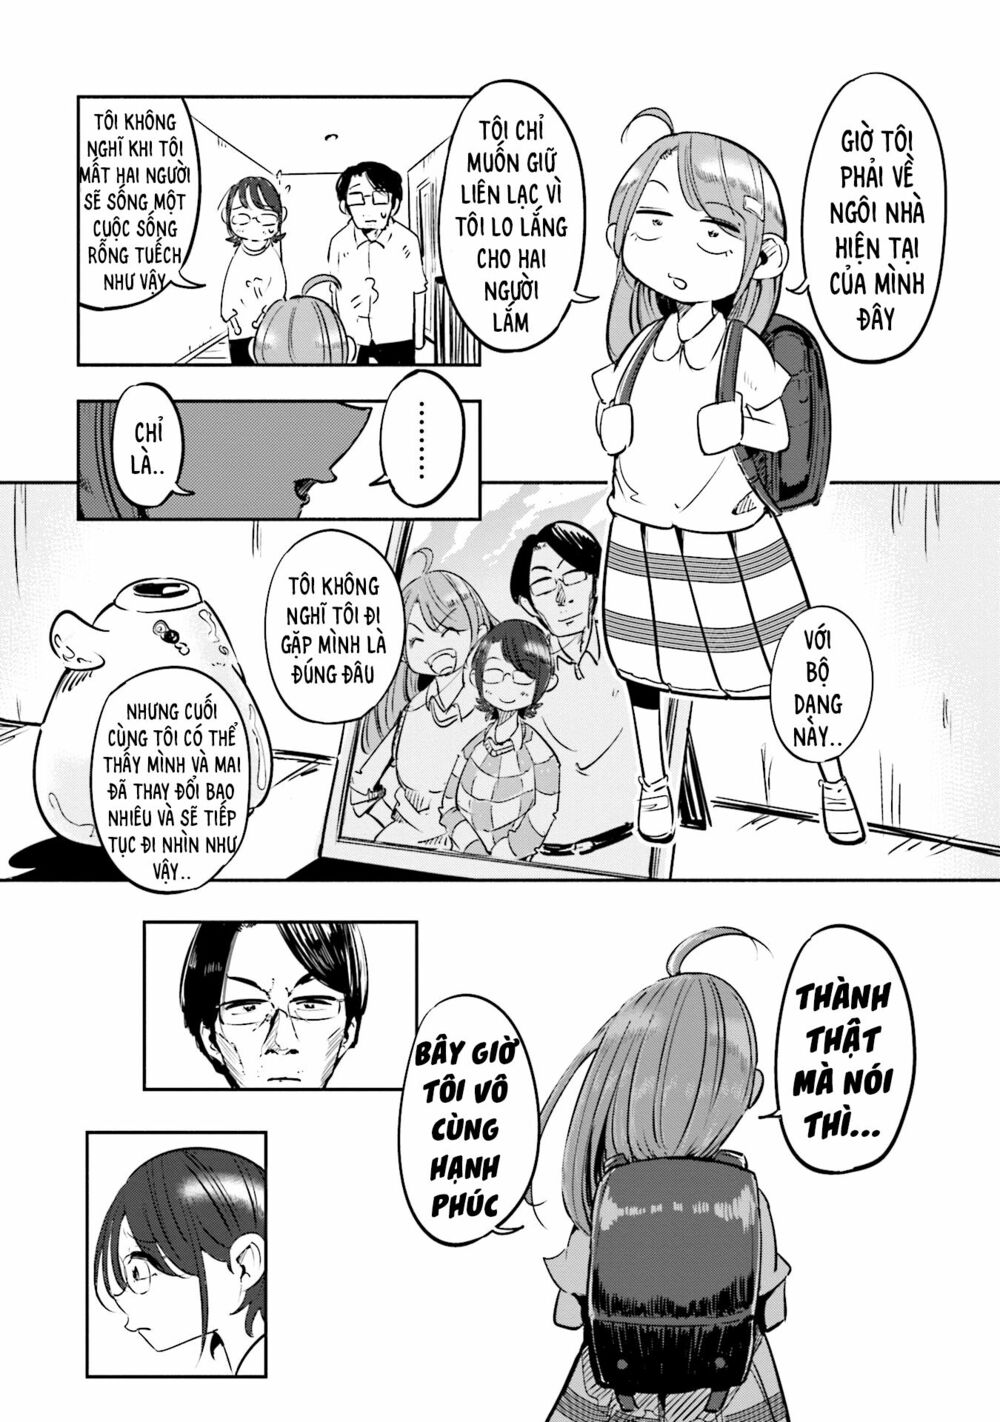 GIỜ TÔI
PHẢI VỀ
NGÔI NHÀ
HIỆN TẠI
CỦA MÌNH
ĐÂY
TÔI CHỈ
MUỐN GIỮ
LIÊN LẠC VÌ
TÔI LO LẮNG
CHO HAI
NGƯỜI
LẮM
TÔI KHÔNG
NGHĨ KHI TÔI
MẤT HAI NGƯỜI
SẼ SỐNG MỘT
CUỘC SỐNG
RỖNG TUẾCH
NHƯ VẬY
.........
CHỈ
LÀ..
VỚI
BỘ
DẠNG
NÀY..
TÔI KHÔNG
NGHĨ TÔI ĐI
GẶP MÌNH LÀ
ĐÚNG ĐÂU
NHƯNG CUỐI
CÙNG TÔI CÓ THỂ
THẤY MÌNH VÀ MAI
ĐÃ THAY ĐỔI BAO
NHIÊU VÀ SẼ TIẾP
TỤC ĐI NHÌN NHƯ
VẬY..
THÀNH
THẬT
MÀ NÓI
THÌ...
BÂY GIỜ
TÔI VÔ
CÙNG
HẠNH
PHÚC